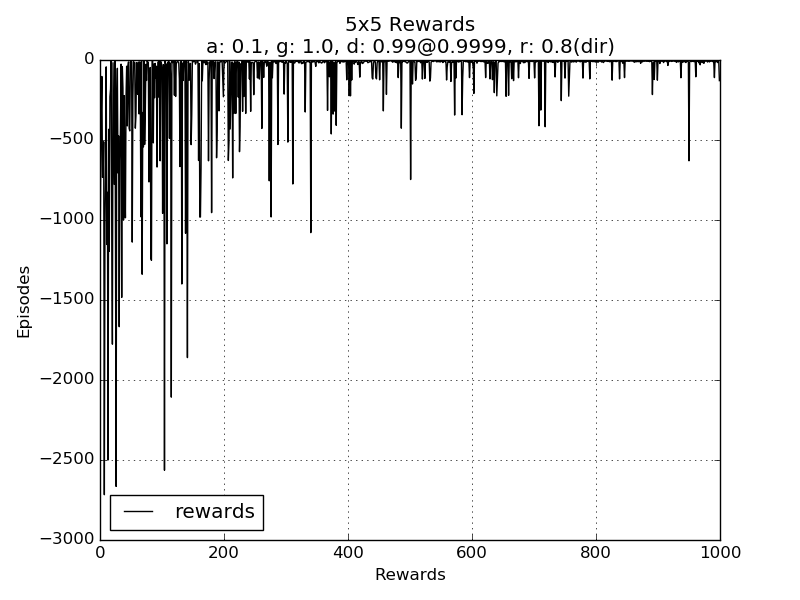 5x5 Rewards
a: 0.1, g: 1.0, d: 0.99@0.9999, r: 0.8(dir)
0
−500
−1000
−1500
−2000
−2500
−3000
Episodes
rewards
0 200 400 600 800 1000
Rewards